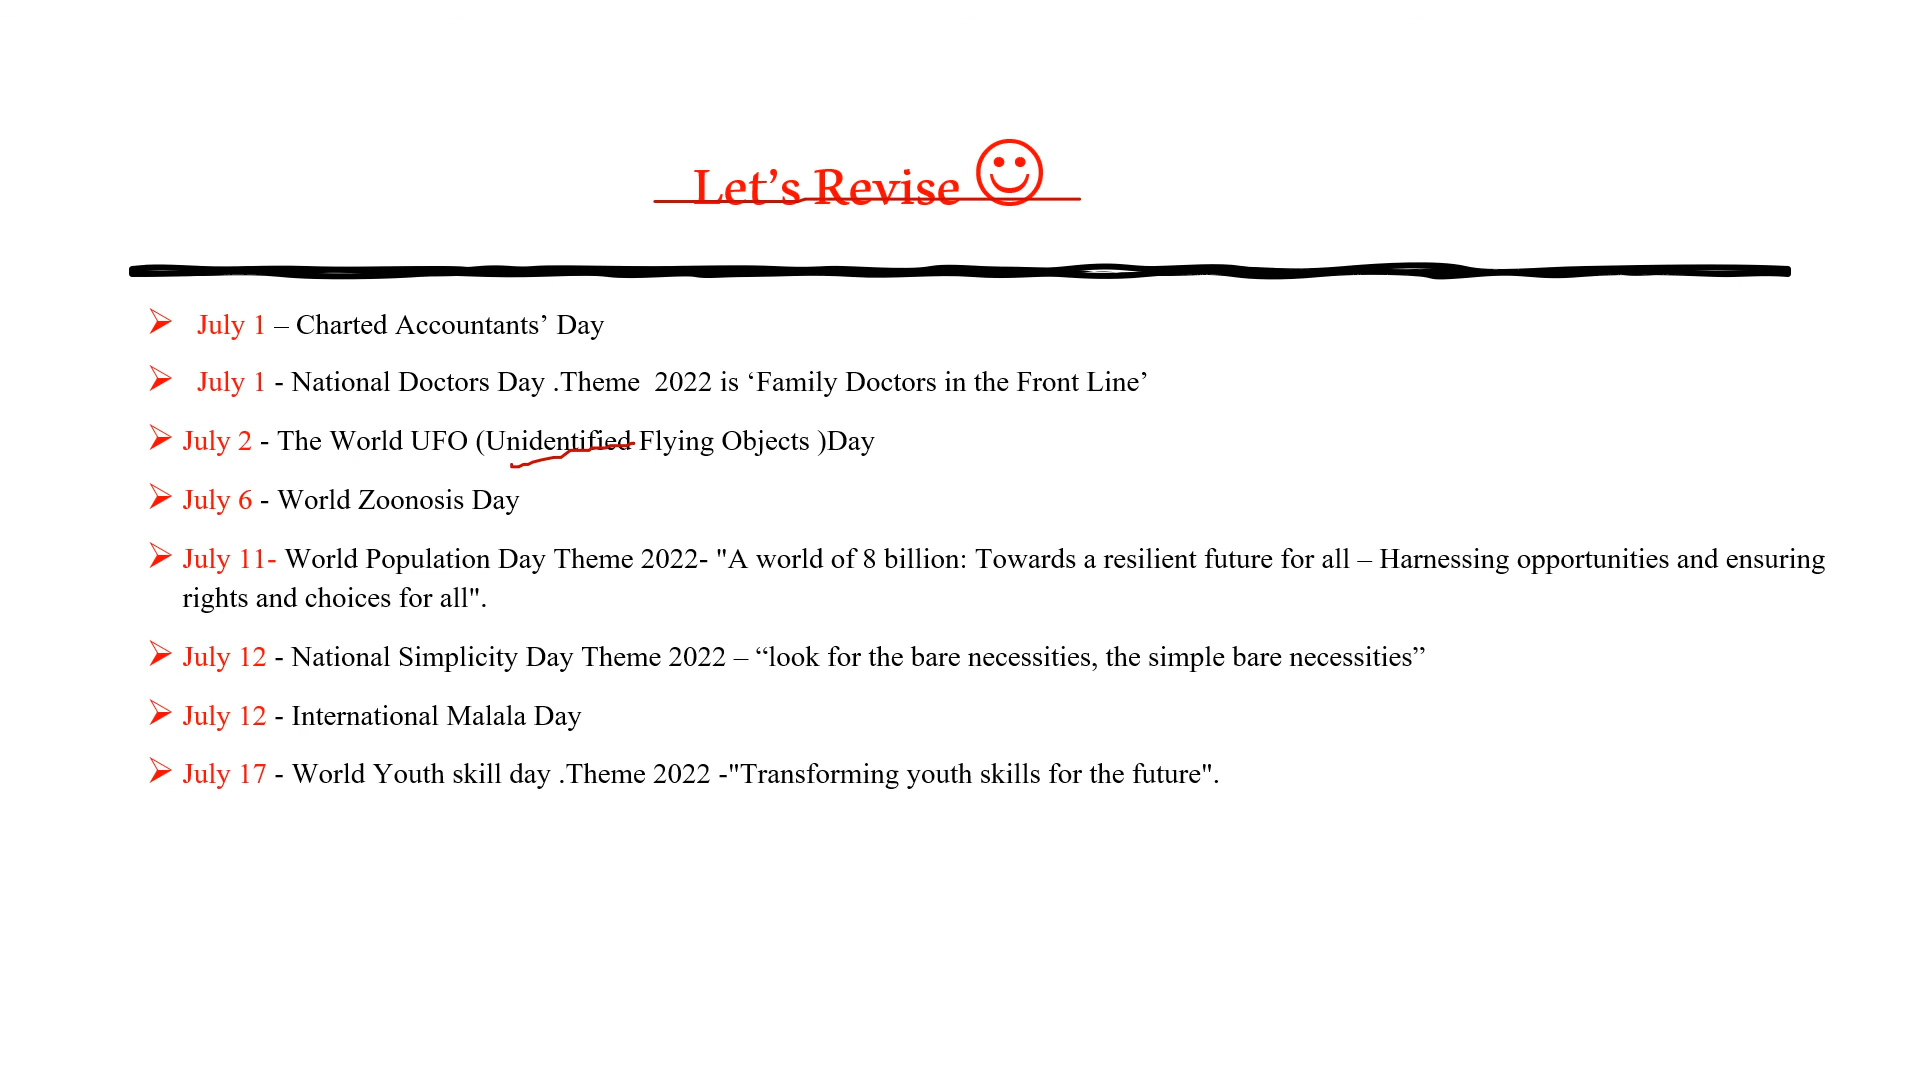 Let’s Revise ☺
➢ July 1 – Charted Accountants’ Day
➢ July 1 - National Doctors Day .Theme 2022 is ‘Family Doctors in the Front Line’
➢ July 2 - The World UFO (Unidentified Flying Objects )Day
➢ July 6 - World Zoonosis Day
➢ July 11- World Population Day Theme 2022- "A world of 8 billion: Towards a resilient future for all – Harnessing opportunities and ensuring
rights and choices for all".
➢ July 12 - National Simplicity Day Theme 2022 – “look for the bare necessities, the simple bare necessities”
➢ July 12 - International Malala Day
➢ July 17 - World Youth skill day .Theme 2022 -"Transforming youth skills for the future".